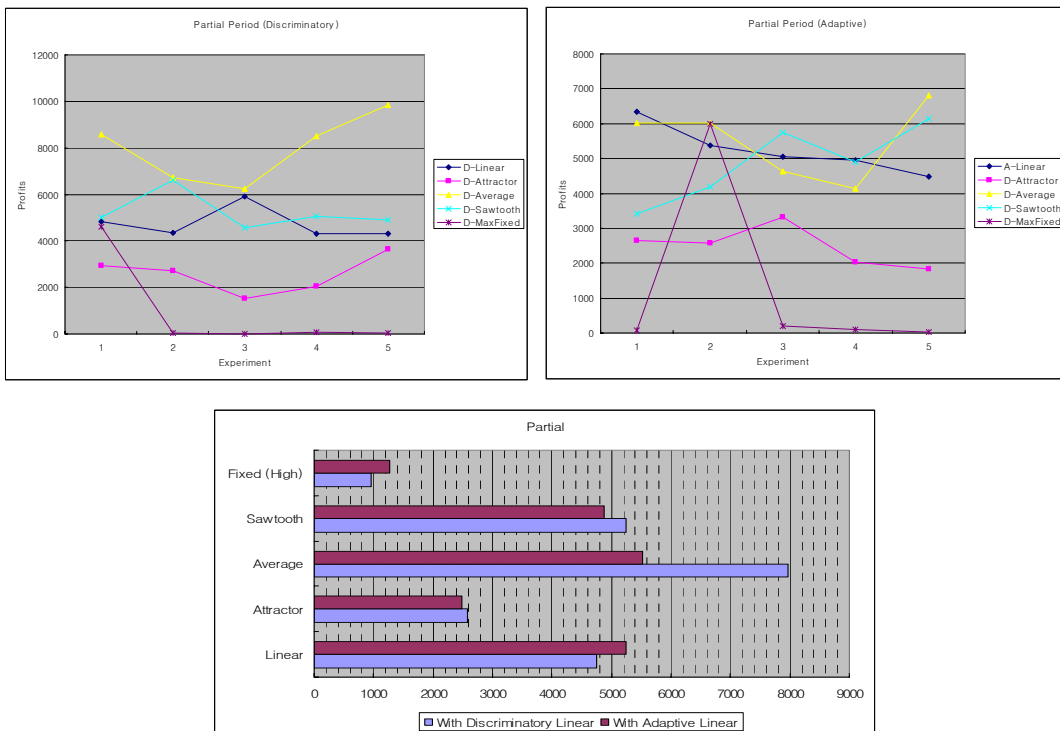 Partial Period (Discriminatory)
12000
10000
8000
6000
4000
2000
0
Profits
1 2 3 4 5
Experiment
D-Linear
D-Attractor
D-Average
D-Sawtooth
D-MaxFixed
Partial Period (Adaptive)
8000
7000
6000
5000
4000
3000
2000
1000
0
Profits
1 2 3 4 5
Experiment
A-Linear
D-Attractor
D-Average
D-Sawtooth
D-MaxFixed
Partial
Fixed (High)
Sawtooth
Average
Attractor
Linear
0 1000 2000 3000 4000 5000 6000 7000 8000 9000
With Discriminatory Linear With Adaptive Linear